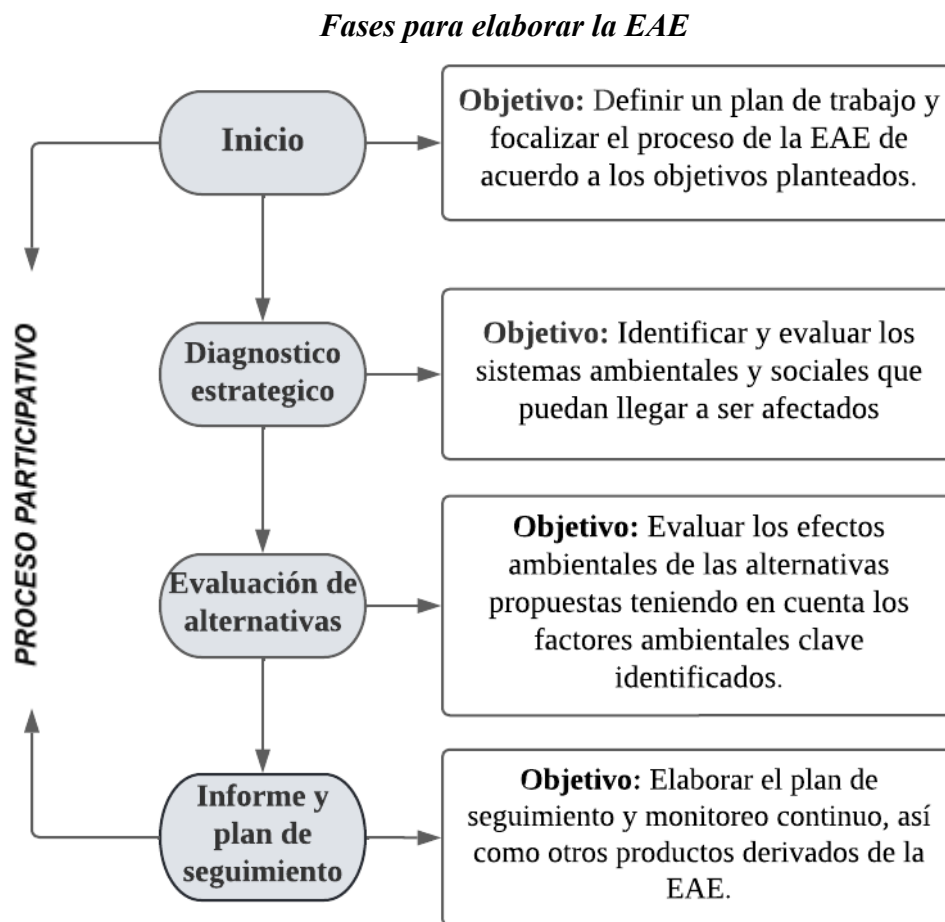 Fases para elaborar la EAE
Inicio
Objetivo: Definir un plan de trabajo y
focalizar el proceso de la EAE de
acuerdo a los objetivos planteados.
PROCESO PARTICIPATIVO
Diagnostico
estrategico
Objetivo: Identificar y evaluar los
sistemas ambientales y sociales que
puedan llegar a ser afectados
Evaluación de
alternativas
Objetivo: Evaluar los efectos
ambientales de las alternativas
propuestas teniendo en cuenta los
factores ambientales clave
identificados.
Informe y
plan de
seguimiento
Objetivo: Elaborar el plan de
seguimiento y monitoreo continuo, así
como otros productos derivados de la
EAE.